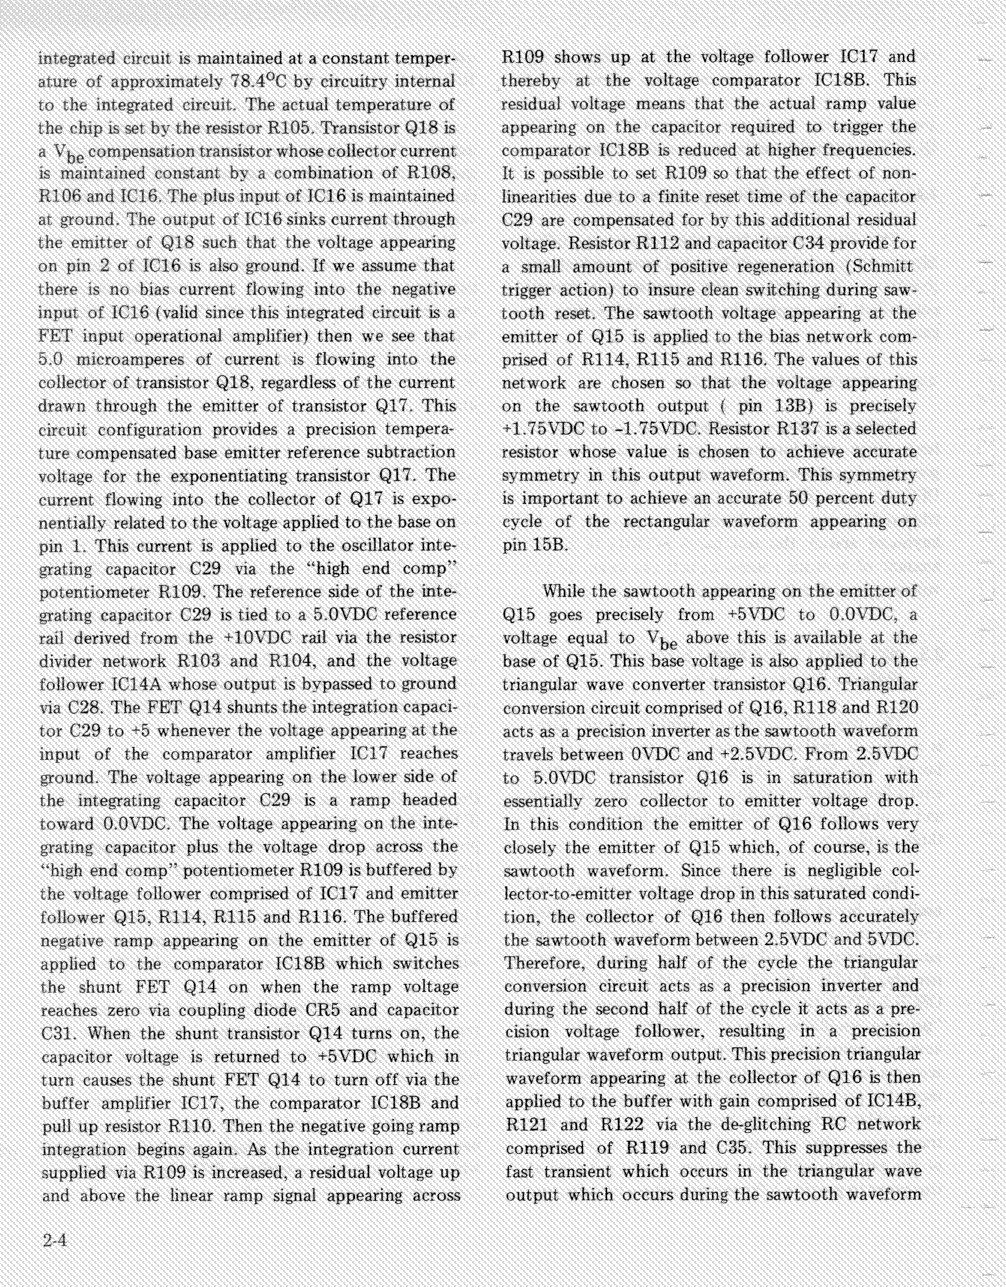 integrated circuit is maintained at a constant temper-
ature of approximately 78.4°C by circuitry internal
to the integrated circuit. The actual temperature of
the chip is set by the resistor R105. Transistor Q18 is
a Vbe compensation transistor whose collector current
is maintained constant by a combination of R108,
R106 and IC16. The plus input of IC16 is maintained
at ground. The output of IC16 sinks current through
the emitter of Q18 such that the voltage appearing
on pin 2 of IC16 is also ground. If we assume that
there is no bias current flowing into the negative
input of IC16 (valid since this integrated circuit is a
FET input operational amplifier) then we see that
5.0 microamperes of current is flowing into the
collector of transistor Q18, regardless of the current
drawn through the emitter of transistor Q17. This
circuit configuration provides a precision tempera-
ture compensated base emitter reference subtraction
voltage for the exponentiating transistor Q17. The
current flowing into the collector of Q17 is expo-
nentially related to the voltage applied to the base on
pin 1. This current is applied to the oscillator inte-
grating capacitor C29 via the “high end comp”
potentiometer R109. The reference side of the inte-
grating capacitor C29 is tied to a 5.0VDC reference
rail derived from the +10VDC rail via the resistor
divider network R103 and R104, and the voltage
follower IC14A whose output is bypassed to ground
via C28. The FET Q14 shunts the integration capaci-
tor C29 to +5 whenever the voltage appearing at the
input of the comparator amplifier IC17 reaches
ground. The voltage appearing on the lower side of
the integrating capacitor C29 is a ramp headed
toward 0.0VDC. The voltage appearing on the inte-
grating capacitor plus the voltage drop across the
“high end comp” potentiometer R109 is buffered by
the voltage follower comprised of IC17 and emitter
follower Q15, R114, R115 and R116. The buffered
negative ramp appearing on the emitter of Q15 is
applied to the comparator IC18B which switches
the shunt FET Q14 on when the ramp voltage
reaches zero via coupling diode CR5 and capacitor
C31. When the shunt transistor Q14 turns on, the
capacitor voltage is returned to +5VDC which in
turn causes the shunt FET Q14 to turn off via the
buffer amplifier IC17, the comparator IC18B and
pull up resistor R110. Then the negative going ramp
integration begins again. As the integration current
supplied via R109 is increased, a residual voltage up
and above the linear ramp signal appearing across
R109 shows up at the voltage follower IC17 and
thereby at the voltage comparator IC18B. This
residual voltage means that the actual ramp value
appearing on the capacitor required to trigger the
comparator IC18B is reduced at higher frequencies.
It is possible to set R109 so that the effect of non-
linearities due to a finite reset time of the capacitor
C29 are compensated for by this additional residual
voltage. Resistor R112 and capacitor C34 provide for
a small amount of positive regeneration (Schmitt
trigger action) to insure clean switching during saw-
tooth reset. The sawtooth voltage appearing at the
emitter of Q15 is applied to the bias network com-
prised of R114, R115 and R116. The values of this
network are chosen so that the voltage appearing
on the sawtooth output ( pin 13B) is precisely
+1.75VDC to -1.75VDC. Resistor R137 is a selected
resistor whose value is chosen to achieve accurate
symmetry in this output waveform. This symmetry
is important to achieve an accurate 50 percent duty
cycle of the rectangular waveform appearing on
pin 15B.
While the sawtooth appearing on the emitter of
Q15 goes precisely from +5VDC to 0.0VDC, a
voltage equal to Vbe above this is available at the
base of Q15. This base voltage is also applied to the
triangular wave converter transistor Q16. Triangular
conversion circuit comprised of Q16, R118 and R120
acts as a precision inverter as the sawtooth waveform
travels between 0VDC and +2.5VDC. From 2.5VDC
to 5.0VDC transistor Q16 is in saturation with
essentially zero collector to emitter voltage drop.
In this condition the emitter of Q16 follows very
closely the emitter of Q15 which, of course, is the
sawtooth waveform. Since there is negligible col-
lector-to-emitter voltage drop in this saturated condi-
tion, the collector of Q16 then follows accurately
the sawtooth waveform between 2.5VDC and 5VDC.
Therefore, during half of the cycle the triangular
conversion circuit acts as a precision inverter and
during the second half of the cycle it acts as a pre-
cision voltage follower, resulting in a precision
triangular waveform output. This precision triangular
waveform appearing at the collector of Q16 is then
applied to the buffer with gain comprised of IC14B,
R121 and R122 via the de-glitching RC network
comprised of R119 and C35. This suppresses the
fast transient which occurs in the triangular wave
output which occurs during the sawtooth waveform
2-4